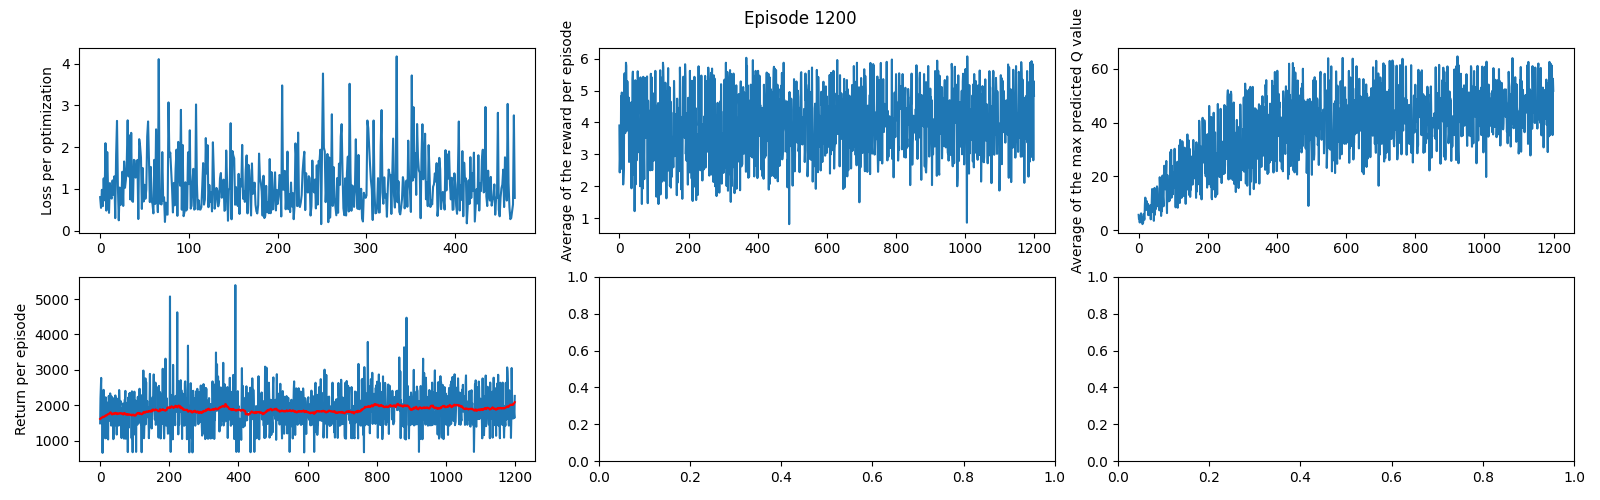 Episode 1200
Loss per optimization
4
3
2
1
0
0 100 200 300 400
Average of the reward per episode
6
5
4
3
2
1
0 200 400 600 800 1000 1200
Average of the max predicted Q value
60
40
20
0
0 200 400 600 800 1000 1200
Return per episode
5000
4000
3000
2000
1000
0 200 400 600 800 1000 1200
1.0
0.8
0.6
0.4
0.2
0.0
0.0 0.2 0.4 0.6 0.8 1.0
1.0
0.8
0.6
0.4
0.2
0.0
0.0 0.2 0.4 0.6 0.8 1.0